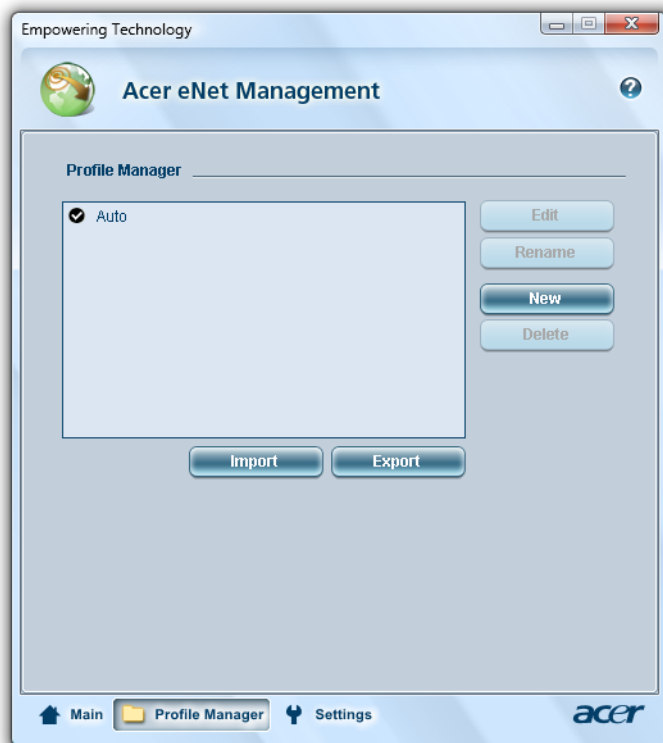 Empowering Technology
Acer eNet Management
Profile Manager
Auto
Edit
Rename
New
Delete
Import Export
Main Profile Manager Settings acer